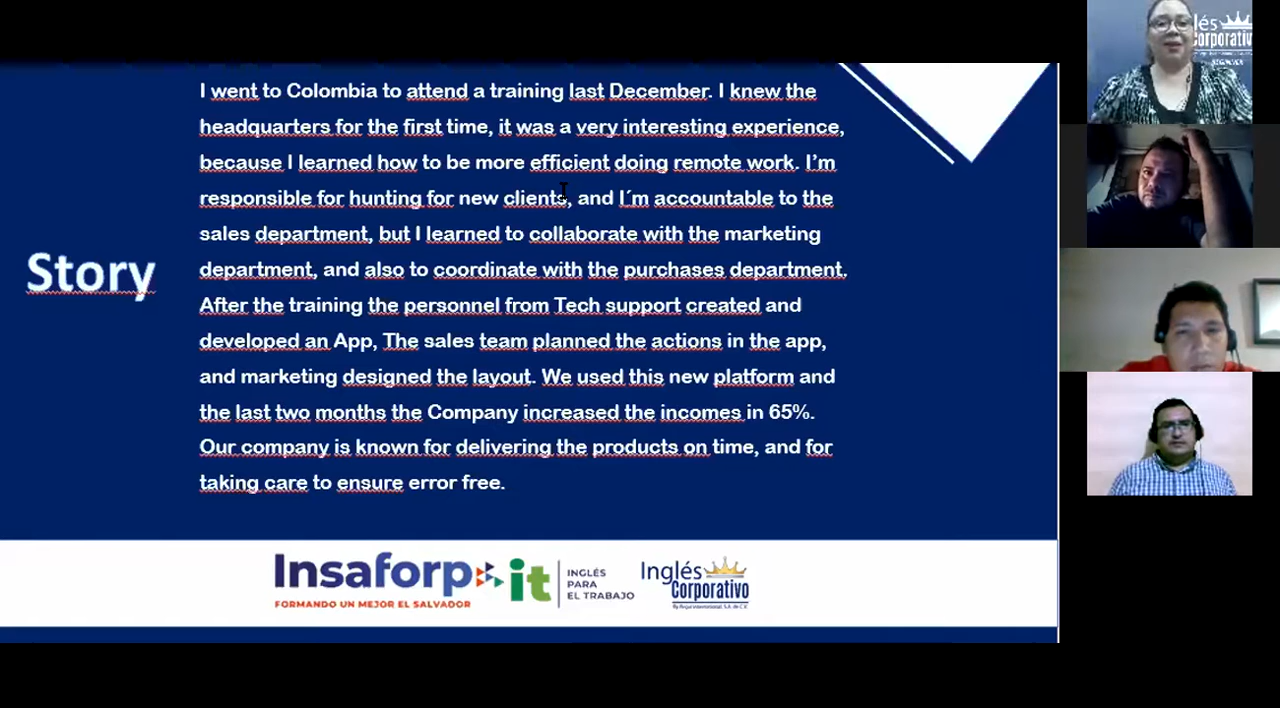 I went to Colombia to attend a training last December. I knew the
headquarters for the first time, it was a very interesting experience,
because I learned how to be more efficient doing remote work. I’m
responsible for hunting for new clients, and I´m accountable to the
sales department, but I learned to collaborate with the marketing
department, and also to coordinate with the purchases department.
After the training the personnel from Tech support created and
developed an App, The sales team planned the actions in the app,
and marketing designed the layout. We used this new platform and
the last two months the Company increased the incomes in 65%.
Our company is known for delivering the products on time, and for
taking care to ensure error free.
Story
Insaforp
FORMANDO UN MEJOR EL SALVADOR
it
INGLÉS
PARA
EL TRABAJO
Inglés
Corporativo
lés
Corporativo